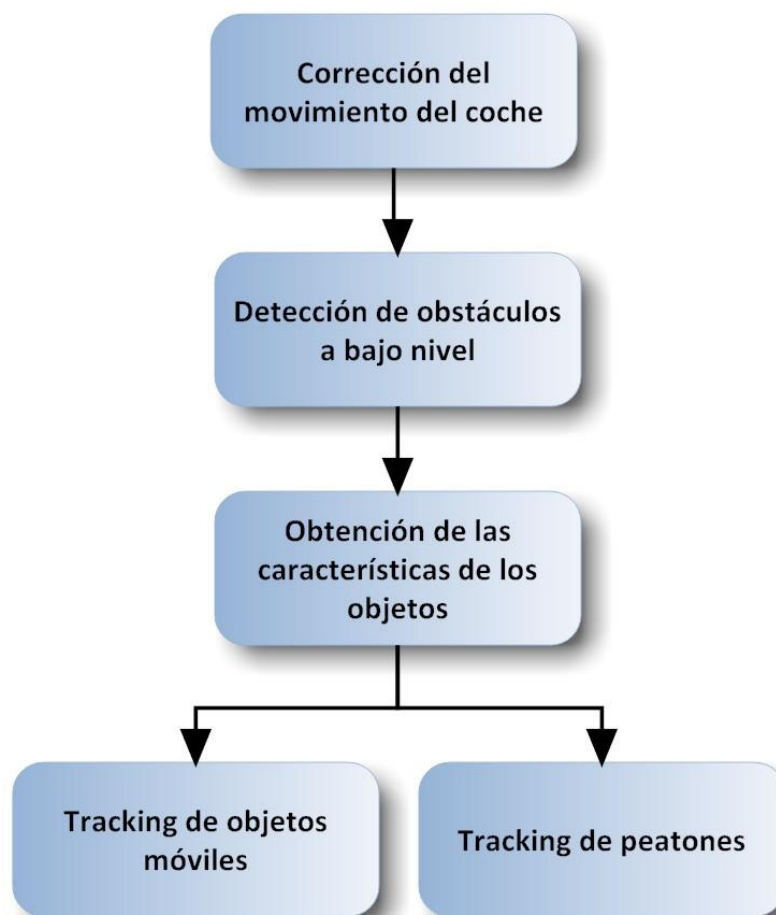 Corrección del
movimiento del coche
Detección de obstáculos
a bajo nivel
Obtención de las
características de los
objetos
Tracking de objetos
móviles
Tracking de peatones